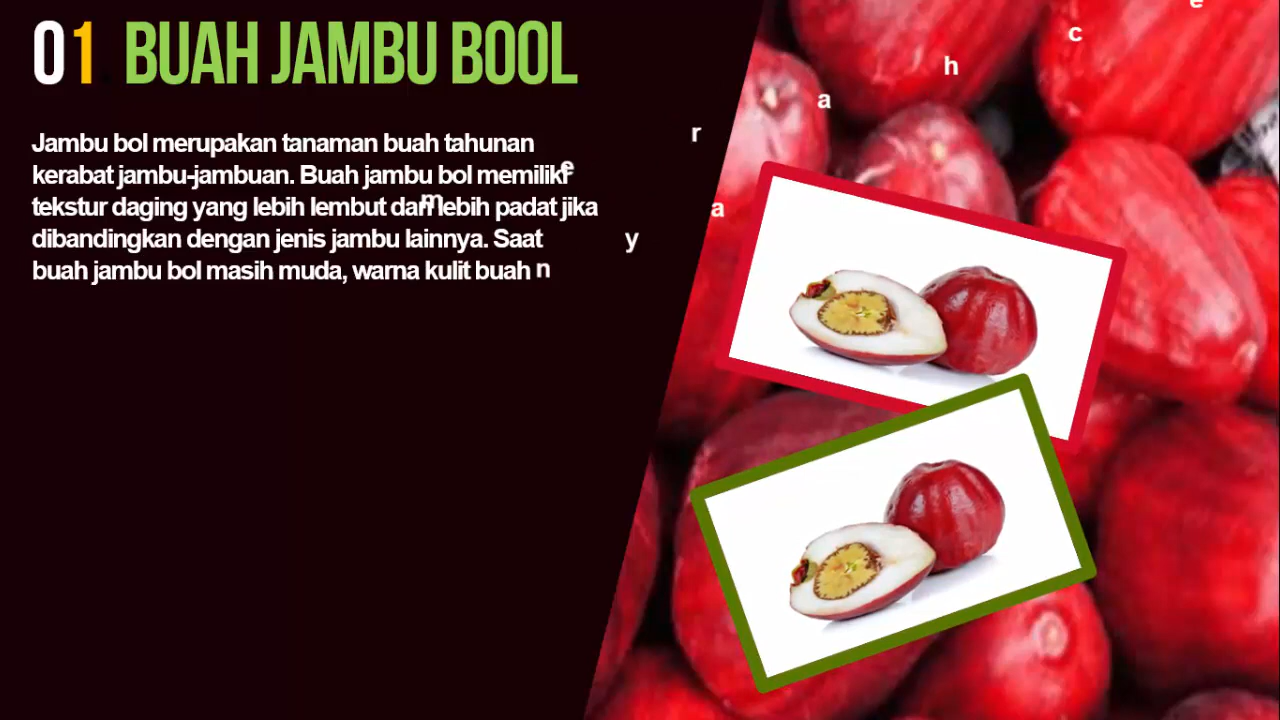 01. BUAH JAMBU BOOL
Jambu bol merupakan tanaman buah tahunan
kerabat jambu-jambuan. Buah jambu bol memiliki
tekstur daging yang lebih lembut dan lebih padat jika
dibandingkan dengan jenis jambu lainnya. Saat
buah jambu bol masih muda, warna kulit buah n
y
a
m
e
r
a
h
c
e